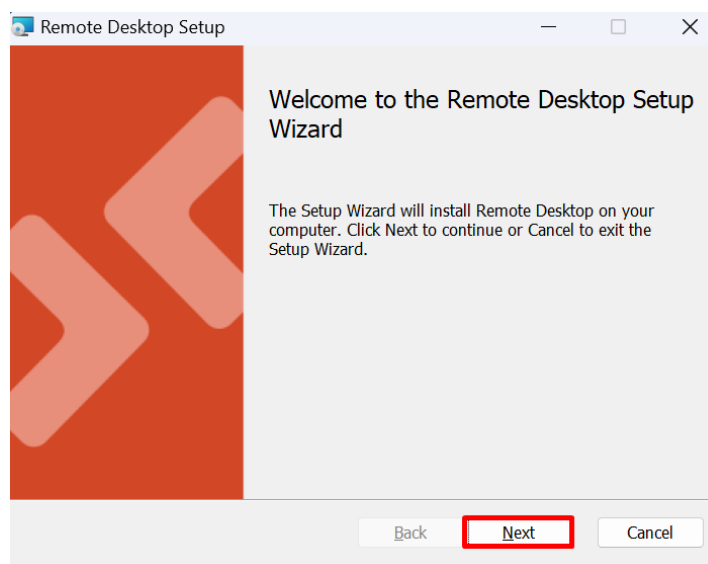 Remote Desktop Setup
Welcome to the Remote Desktop Setup
Wizard
The Setup Wizard will install Remote Desktop on your
computer. Click Next to continue or Cancel to exit the
Setup Wizard.
Back Next Cancel